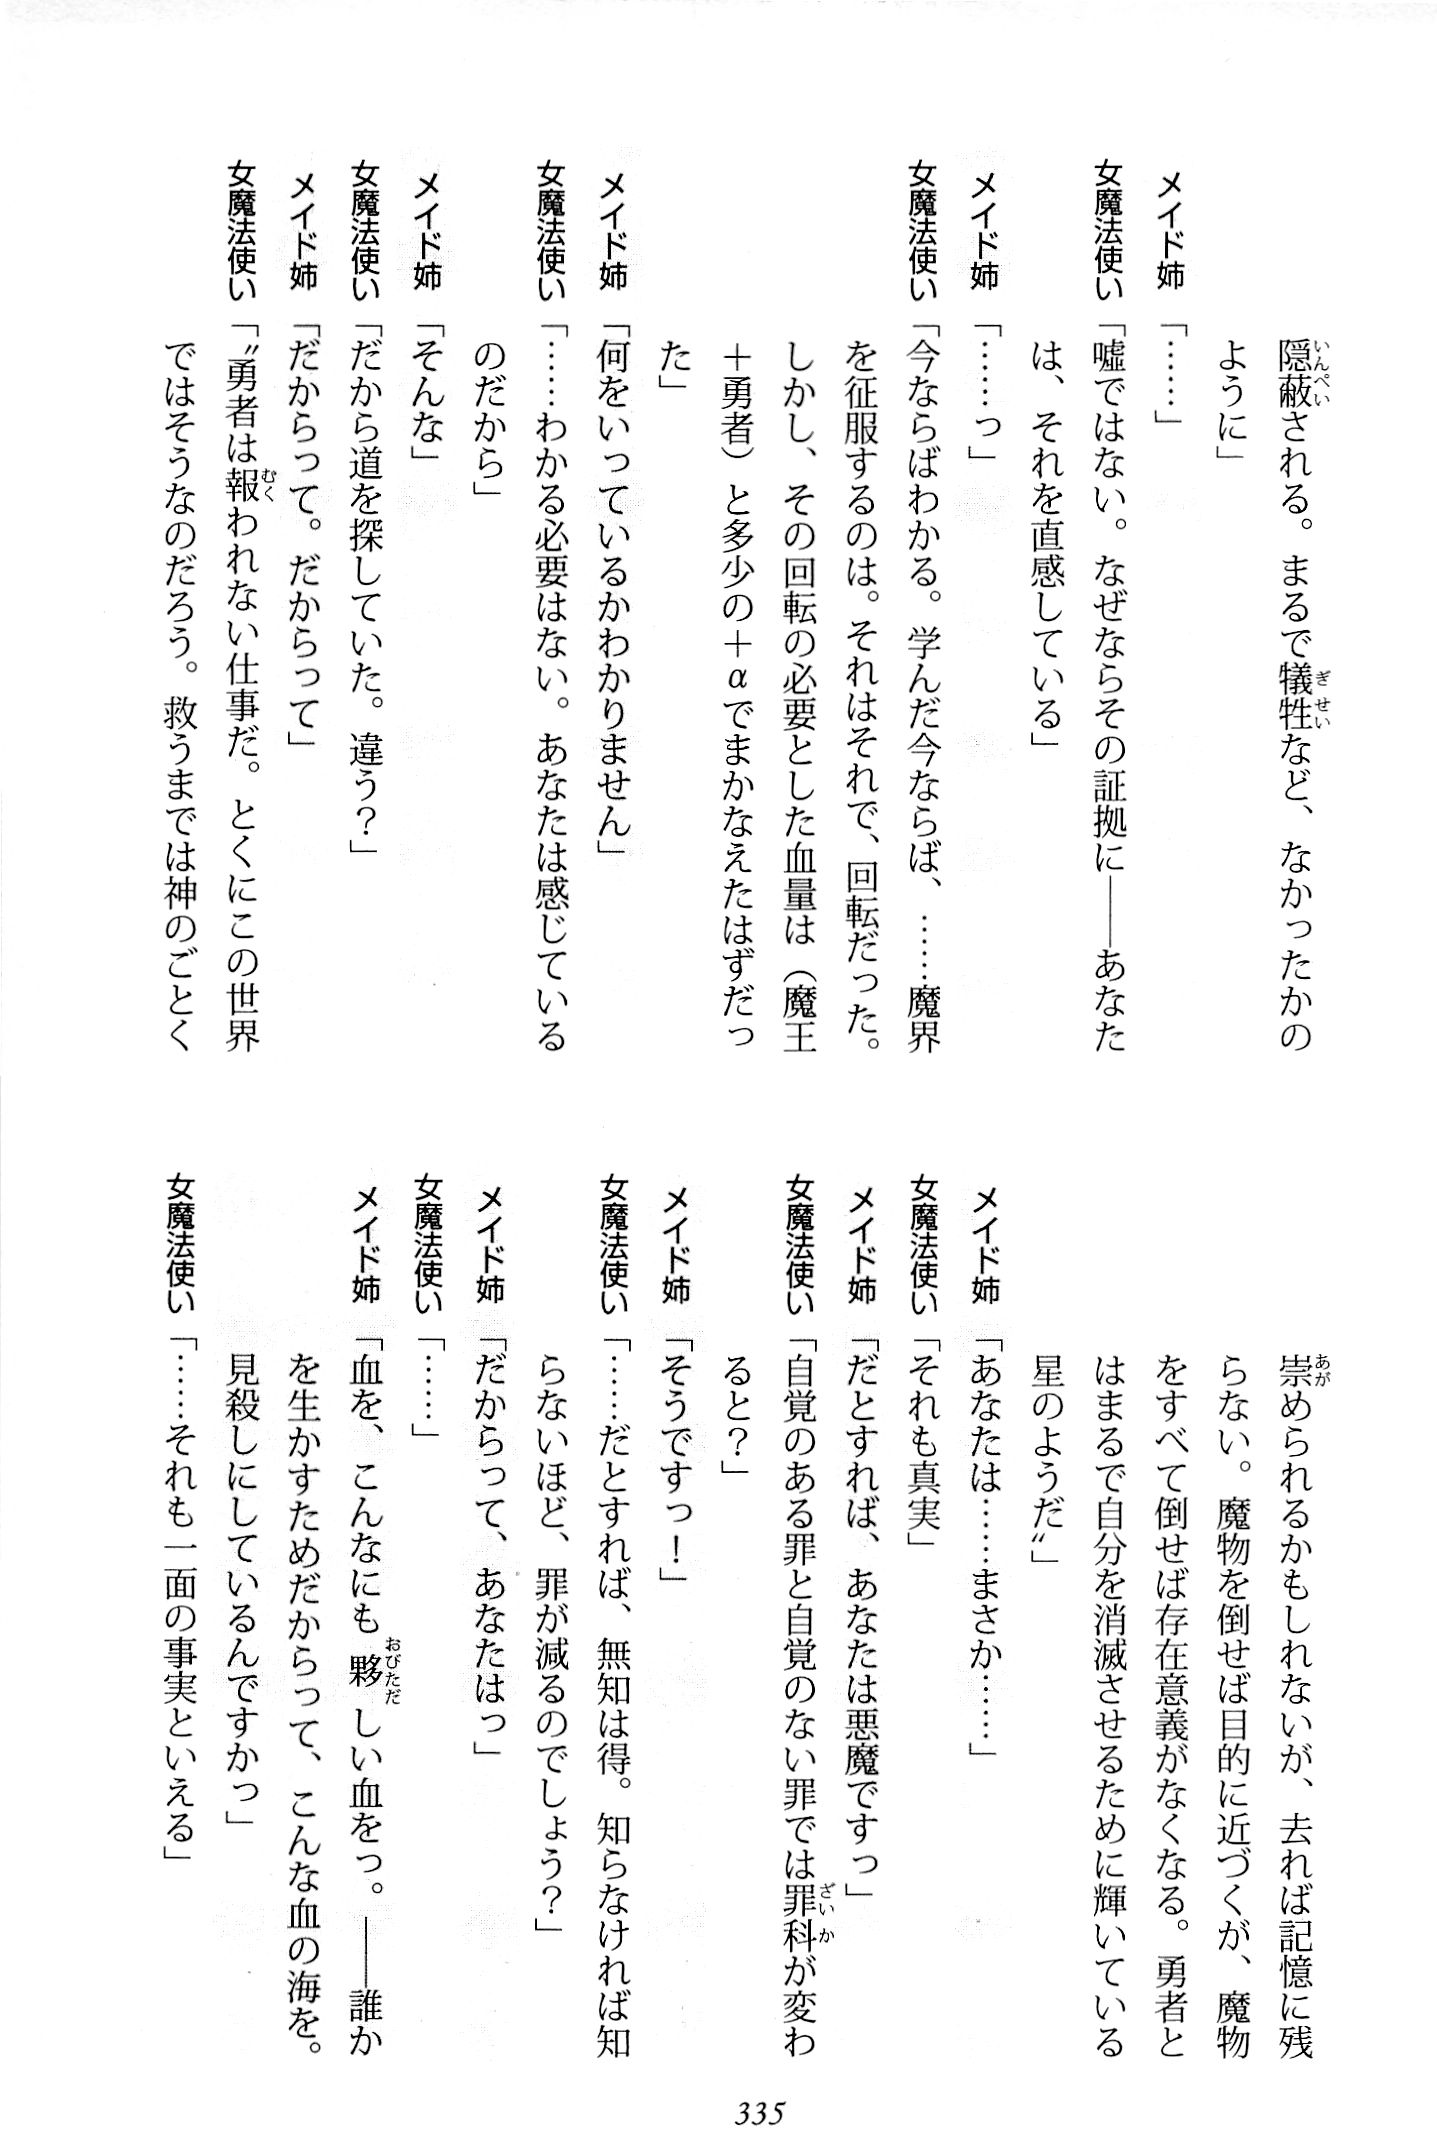 隠蔽される。まるで犠牲など、なかったかの
ように」
メイド姉「……」
女魔法使い「嘘ではない。なぜならその証拠に――あなた
は、それを直感している」
メイド姉「……っ」
女魔法使い「今ならばわかる。学んだ今ならば、……魔界
を征服するのは。それはそれで、回転だった。
しかし、その回転の必要とした血量は（魔王
＋勇者）と多少の＋αでまかなえたはずだっ
た」
メイド姉「何をいっているかわかりません」
女魔法使い「……わかる必要はない。あなたは感じている
のだから」
メイド姉「そんな」
女魔法使い「だから道を探していた。違う？」
メイド姉「だからって。だからって」
女魔法使い「〝勇者は報われない仕事だ。とくにこの世界
ではそうなのだろう。救うまでは神のごとく
崇められるかもしれないが、去れば記憶に残
らない。魔物を倒せば目的に近づくが、魔物
をすべて倒せば存在意義がなくなる。勇者と
はまるで自分を消滅させるために輝いている
星のようだ〟」
メイド姉「あなたは……まさか……」
女魔法使い「それも真実」
メイド姉「だとすれば、あなたは悪魔ですっ」
女魔法使い「自覚のある罪と自覚のない罪では罪科が変わ
ると？」
メイド姉「そうですっ！」
女魔法使い「……だとすれば、無知は得。知らなければ知
らないほど、罪が減るのでしょう？」
メイド姉「だからって、あなたはっ」
女魔法使い「……」
メイド姉「血を、こんなにも夥しい血をっ。――誰か
を生かすためだからって、こんな血の海を。
見殺しにしているんですかっ」
女魔法使い「……それも一面の事実といえる」
335